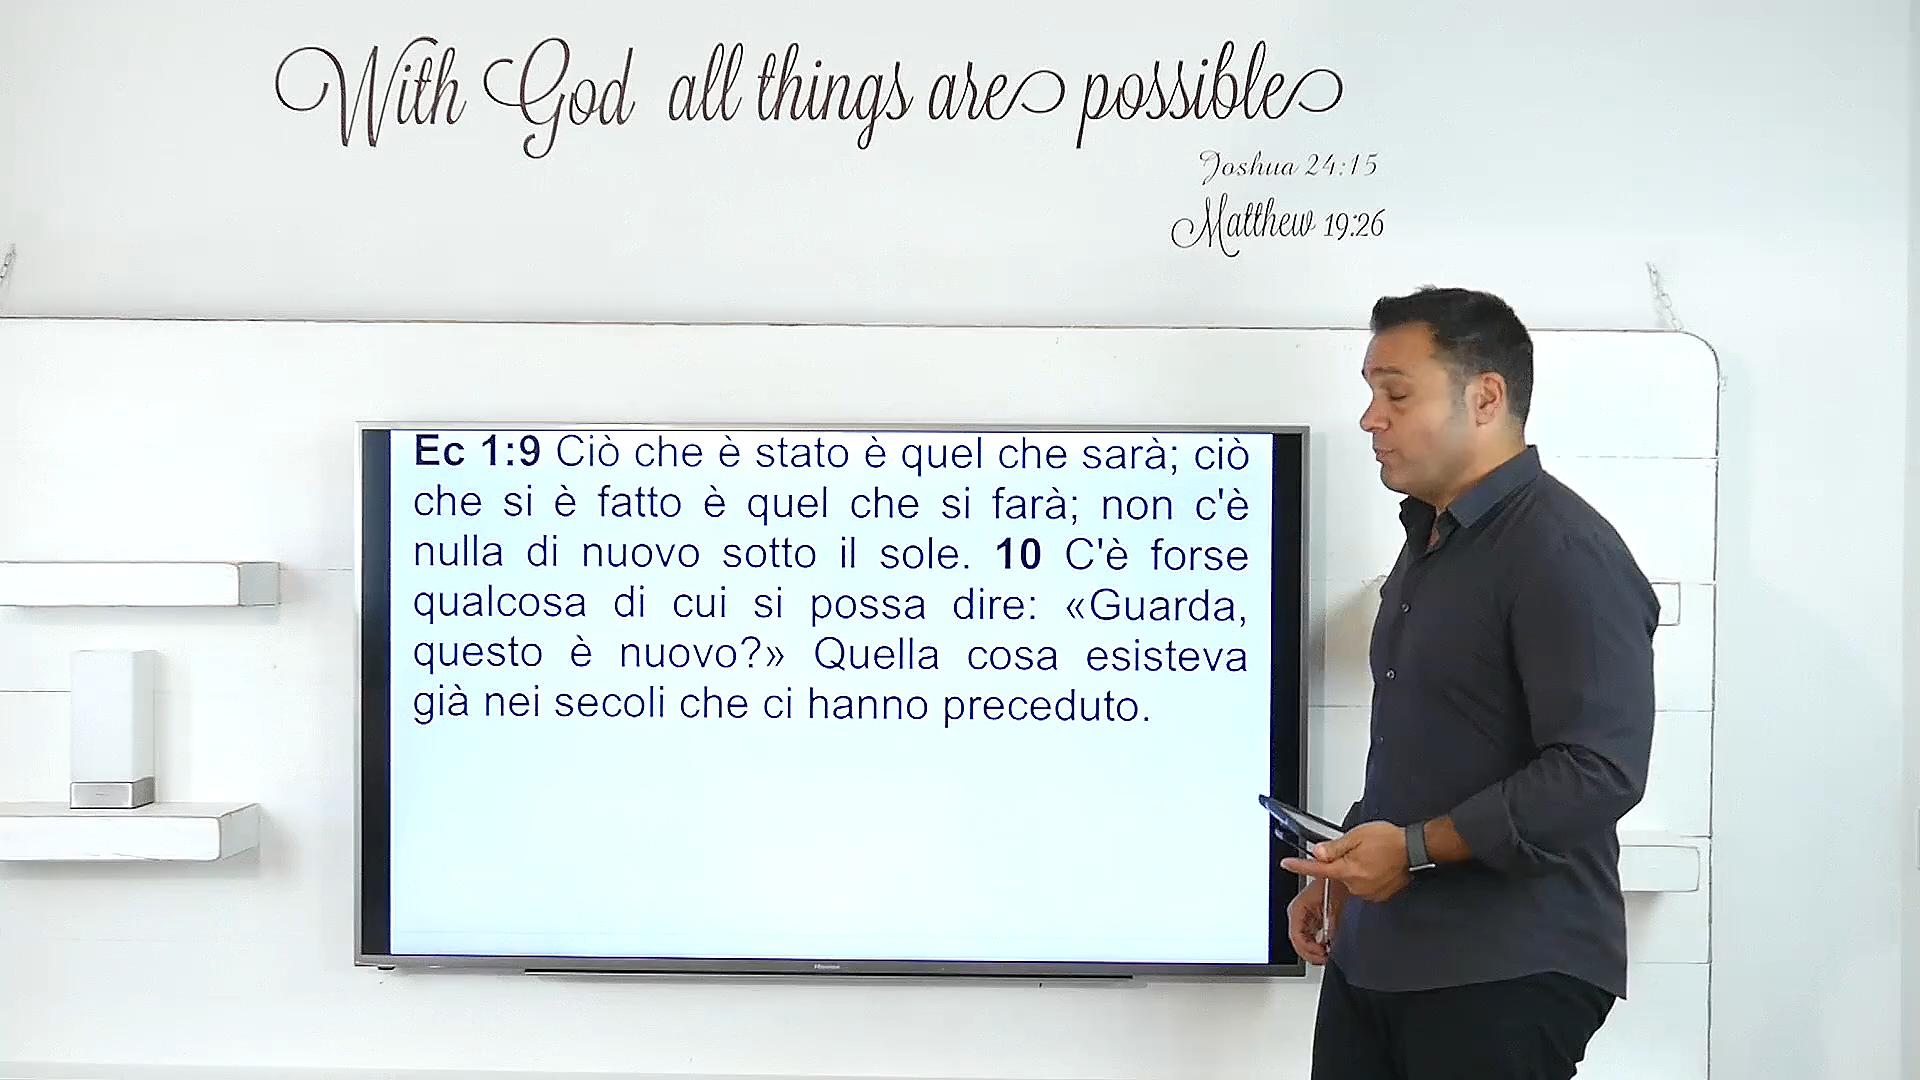 With God all things are possible
Joshua 24:15
Matthew 19:26
Ec 1:9 Ciò che è stato è quel che sarà; ciò
che si è fatto è quel che si farà; non c'è
nulla di nuovo sotto il sole. 10 C'è forse
qualcosa di cui si possa dire: «Guarda,
questo è nuovo?» Quella cosa esisteva
già nei secoli che ci hanno preceduto.
Hisense